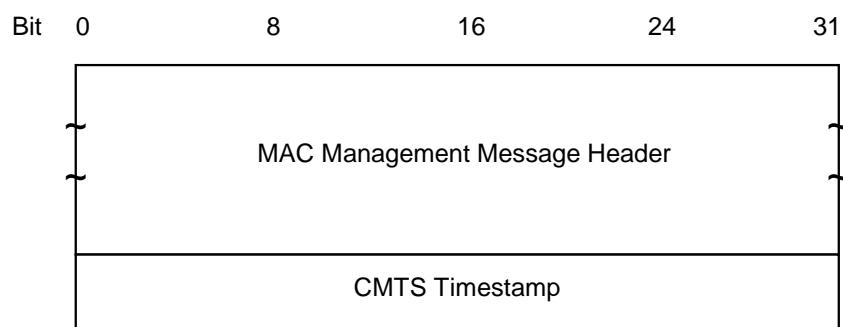 Bit 0 8 16 24 31
MAC Management Message Header
CMTS Timestamp